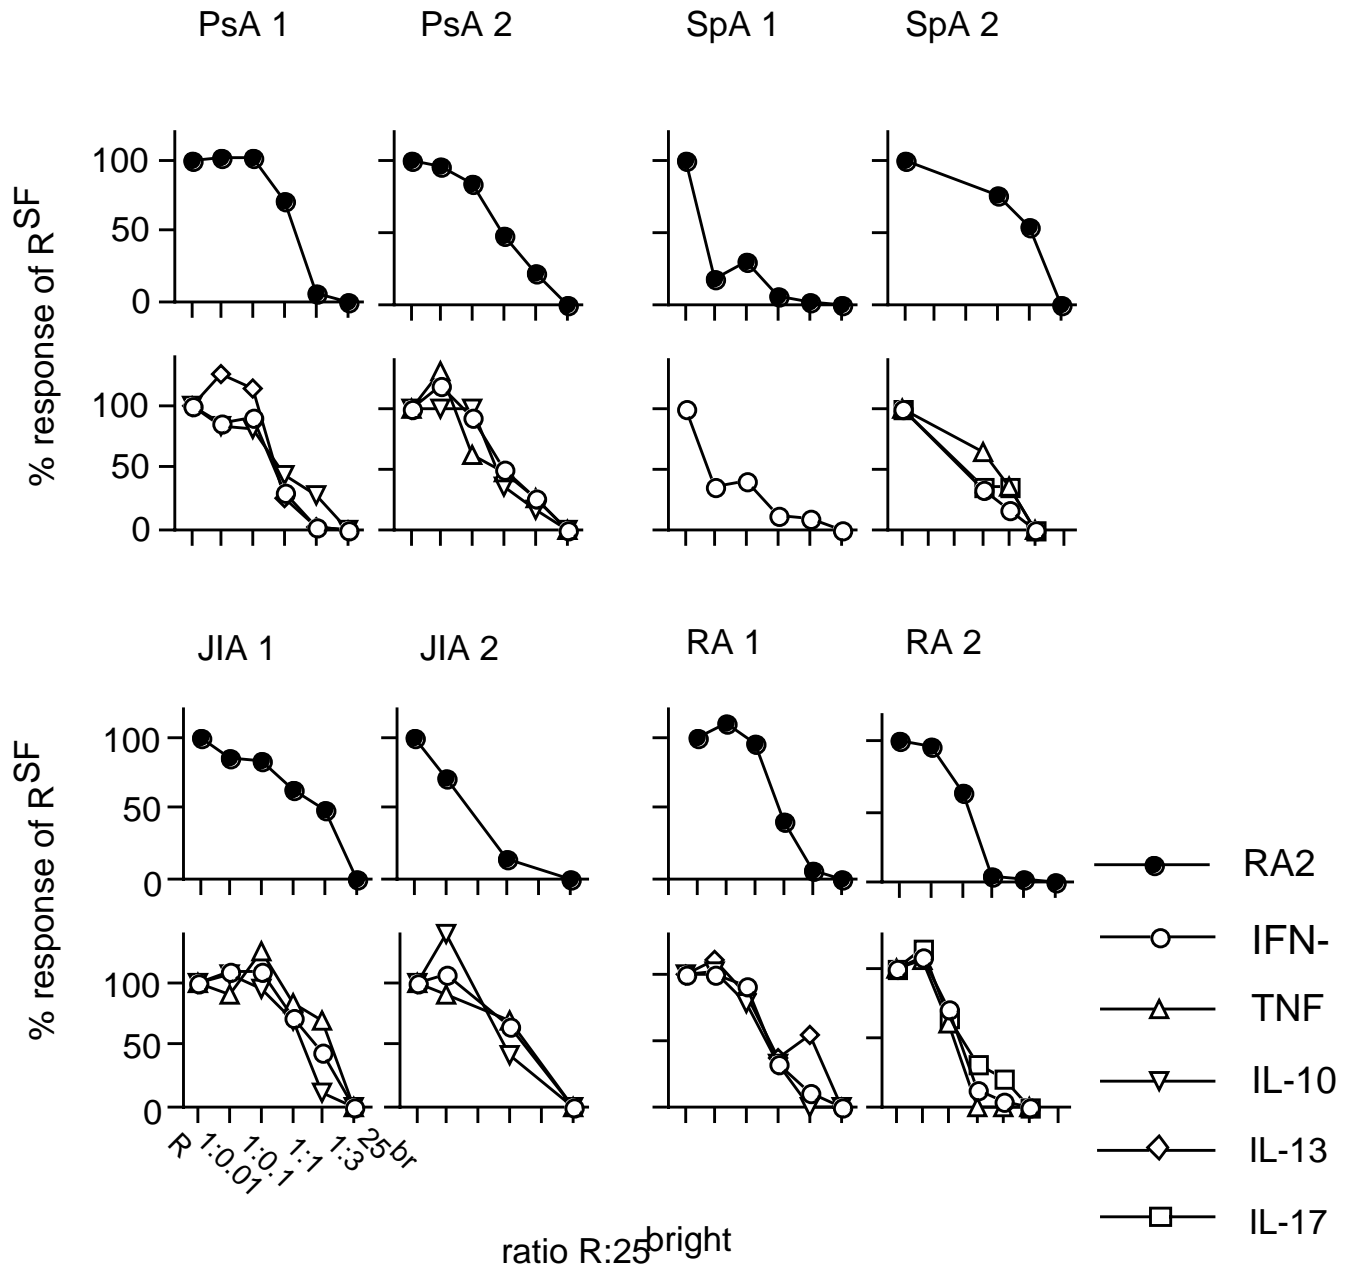 PsA 1 PsA 2 SpA 1 SpA 2
% response of R^SF
100
50
0
100
50
0
JIA 1 JIA 2 RA 1 RA 2
% response of R^SF
100
50
0
100
50
0
R 1:0.01 1:0.1 1:1 1:3 25br
ratio R:25^bright
RA2
IFN-
TNF
IL-10
IL-13
IL-17